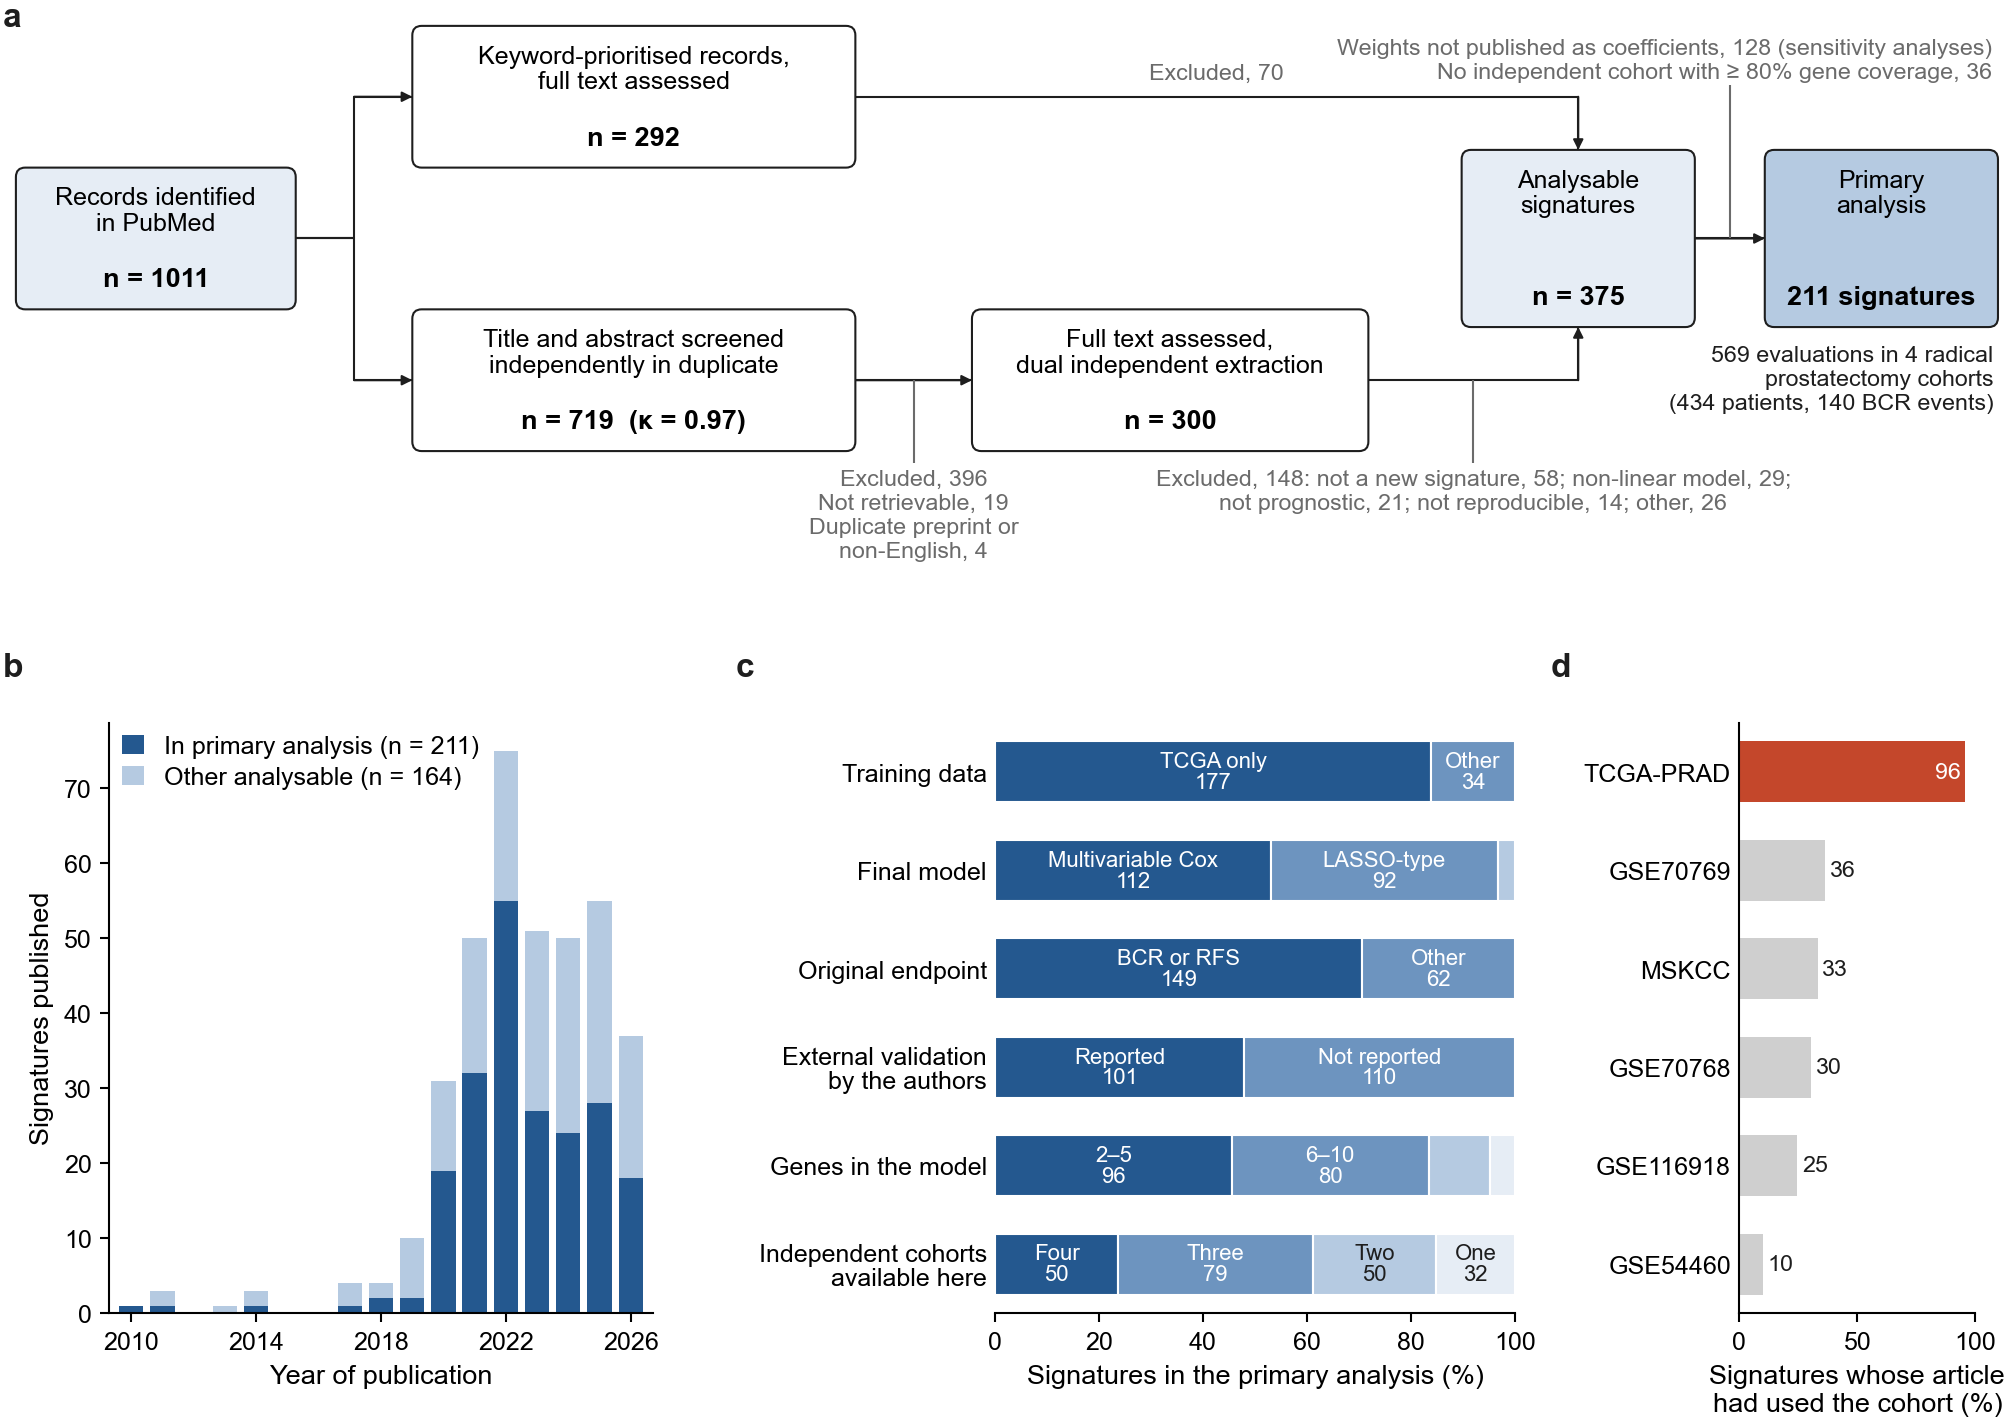 a
Keyword-prioritised records,
full text assessed
n = 292
Excluded, 70
Weights not published as coefficients, 128 (sensitivity analyses)
No independent cohort with ≥ 80% gene coverage, 36
Records identified
in PubMed
n = 1011
Analysable
signatures
n = 375
Primary
analysis
211 signatures
569 evaluations in 4 radical
prostatectomy cohorts
(434 patients, 140 BCR events)
Title and abstract screened
independently in duplicate
n = 719 (κ = 0.97)
Full text assessed,
dual independent extraction
n = 300
Excluded, 396
Not retrievable, 19
Duplicate preprint or
non-English, 4
Excluded, 148: not a new signature, 58; non-linear model, 29;
not prognostic, 21; not reproducible, 14; other, 26
b
In primary analysis (n = 211)
Other analysable (n = 164)
Signatures published
70
60
50
40
30
20
10
0
2010 2014 2018 2022 2026
Year of publication
c
Training data
TCGA only
177
Other
34
Final model
Multivariable Cox
112
LASSO-type
92
Original endpoint
BCR or RFS
149
Other
62
External validation
by the authors
Reported
101
Not reported
110
Genes in the model
2–5
96
6–10
80
Independent cohorts
available here
Four
50
Three
79
Two
50
One
32
0 20 40 60 80 100
Signatures in the primary analysis (%)
d
TCGA-PRAD 96
GSE70769 36
MSKCC 33
GSE70768 30
GSE116918 25
GSE54460 10
0 50 100
Signatures whose article
had used the cohort (%)